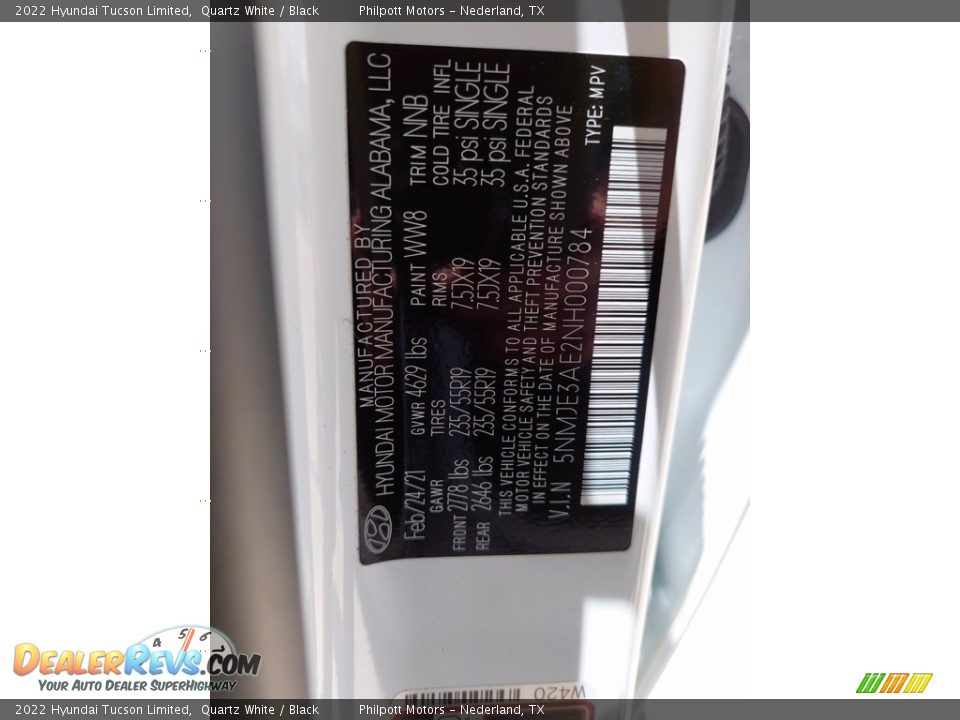 2022 Hyundai Tucson Limited, Quartz White / Black Philpott Motors – Nederland, TX
MANUFACTURED BY
HYUNDAI MOTOR MANUFACTURING ALABAMA, LLC
Feb/24/21 GVWR 4629 lbs PAINT WW8 TRIM NNB
GAWR TIRES RIMS COLD TIRE INFL
FRONT 2778 lbs 235/55R19 7.5JX19 35 psi SINGLE
REAR 2646 lbs 235/55R19 7.5JX19 35 psi SINGLE
THIS VEHICLE CONFORMS TO ALL APPLICABLE U.S.A. FEDERAL
MOTOR VEHICLE SAFETY AND THEFT PREVENTION STANDARDS
IN EFFECT ON THE DATE OF MANUFACTURE SHOWN ABOVE
V.I.N 5NMJE3AE2NH000784 TYPE: MPV
W420
4 5 6
DEALERREVS.COM
YOUR AUTO DEALER SUPERHIGHWAY
2022 Hyundai Tucson Limited, Quartz White / Black Philpott Motors – Nederland, TX